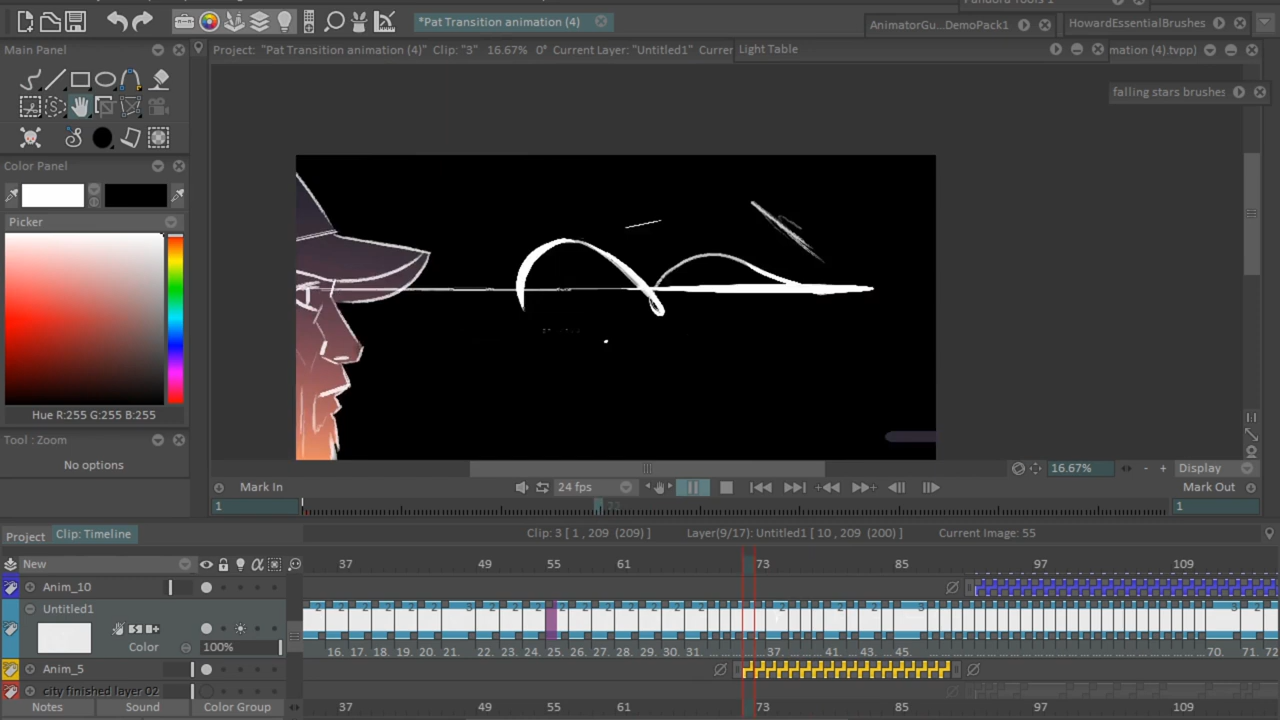 Pandora Tools 1
*Pat Transition animation (4)
AnimatorGu...DemoPack1
HowardEssentialBrushes
Main Panel
Project: "Pat Transition animation (4)" Clip: "3" 16.67% 0° Current Layer: "Untitled1" Currer
Light Table
mation (4).tvpp)
falling stars brushes
Color Panel
Picker
Hue R:255 G:255 B:255
Tool : Zoom
No options
16.67%
Display
Mark In
24 fps
Mark Out
1
1
Project
Clip: Timeline
Clip: 3 [ 1 , 209 (209) ]
Layer(9/17): Untitled1 [ 10 , 209 (200) ]
Current Image: 55
New
37 49 55 61 73 85 97 109
Anim_10
Untitled1
Color
100%
16. 17. 18. 19. 20. 21. 22. 23. 24. 25. 26. 27. 28. 29. 30. 31 37. 41. 43. 45. 70. 71. 72
Anim_5
city finished layer 02
Notes
Sound
Color Group
37 49 55 61 73 85 97 109